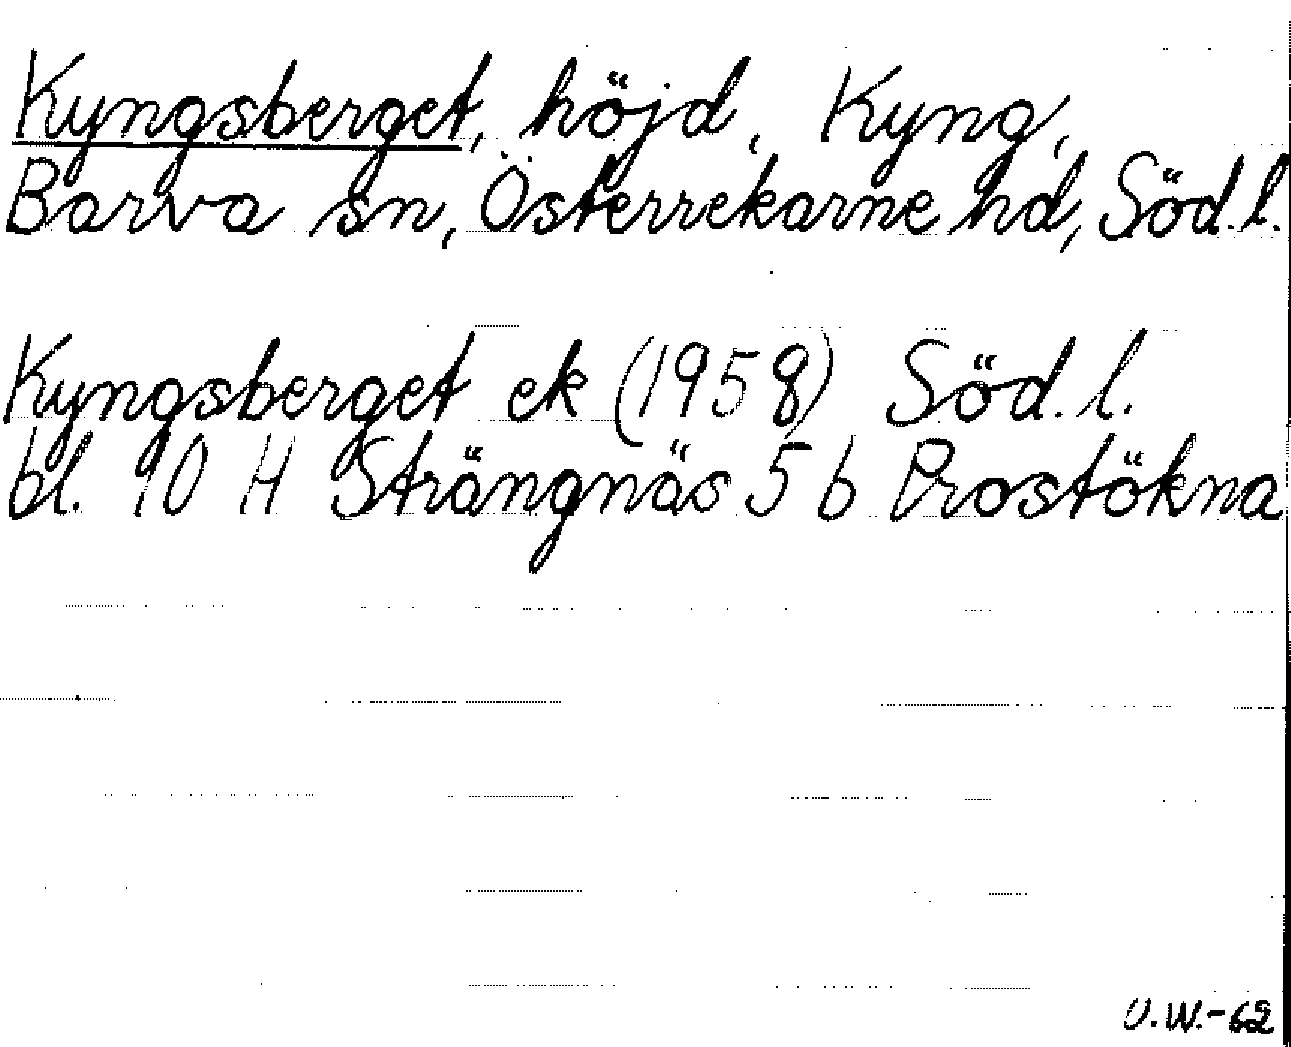 Kyngsberget, höjd, Kyng,
Barva sn, Österrekarne hd, Söd.l.
Kyngsberget ek (1958) Söd.l.
bl. 10 H Strängnäs 5 b Prostökna
U.W.-62